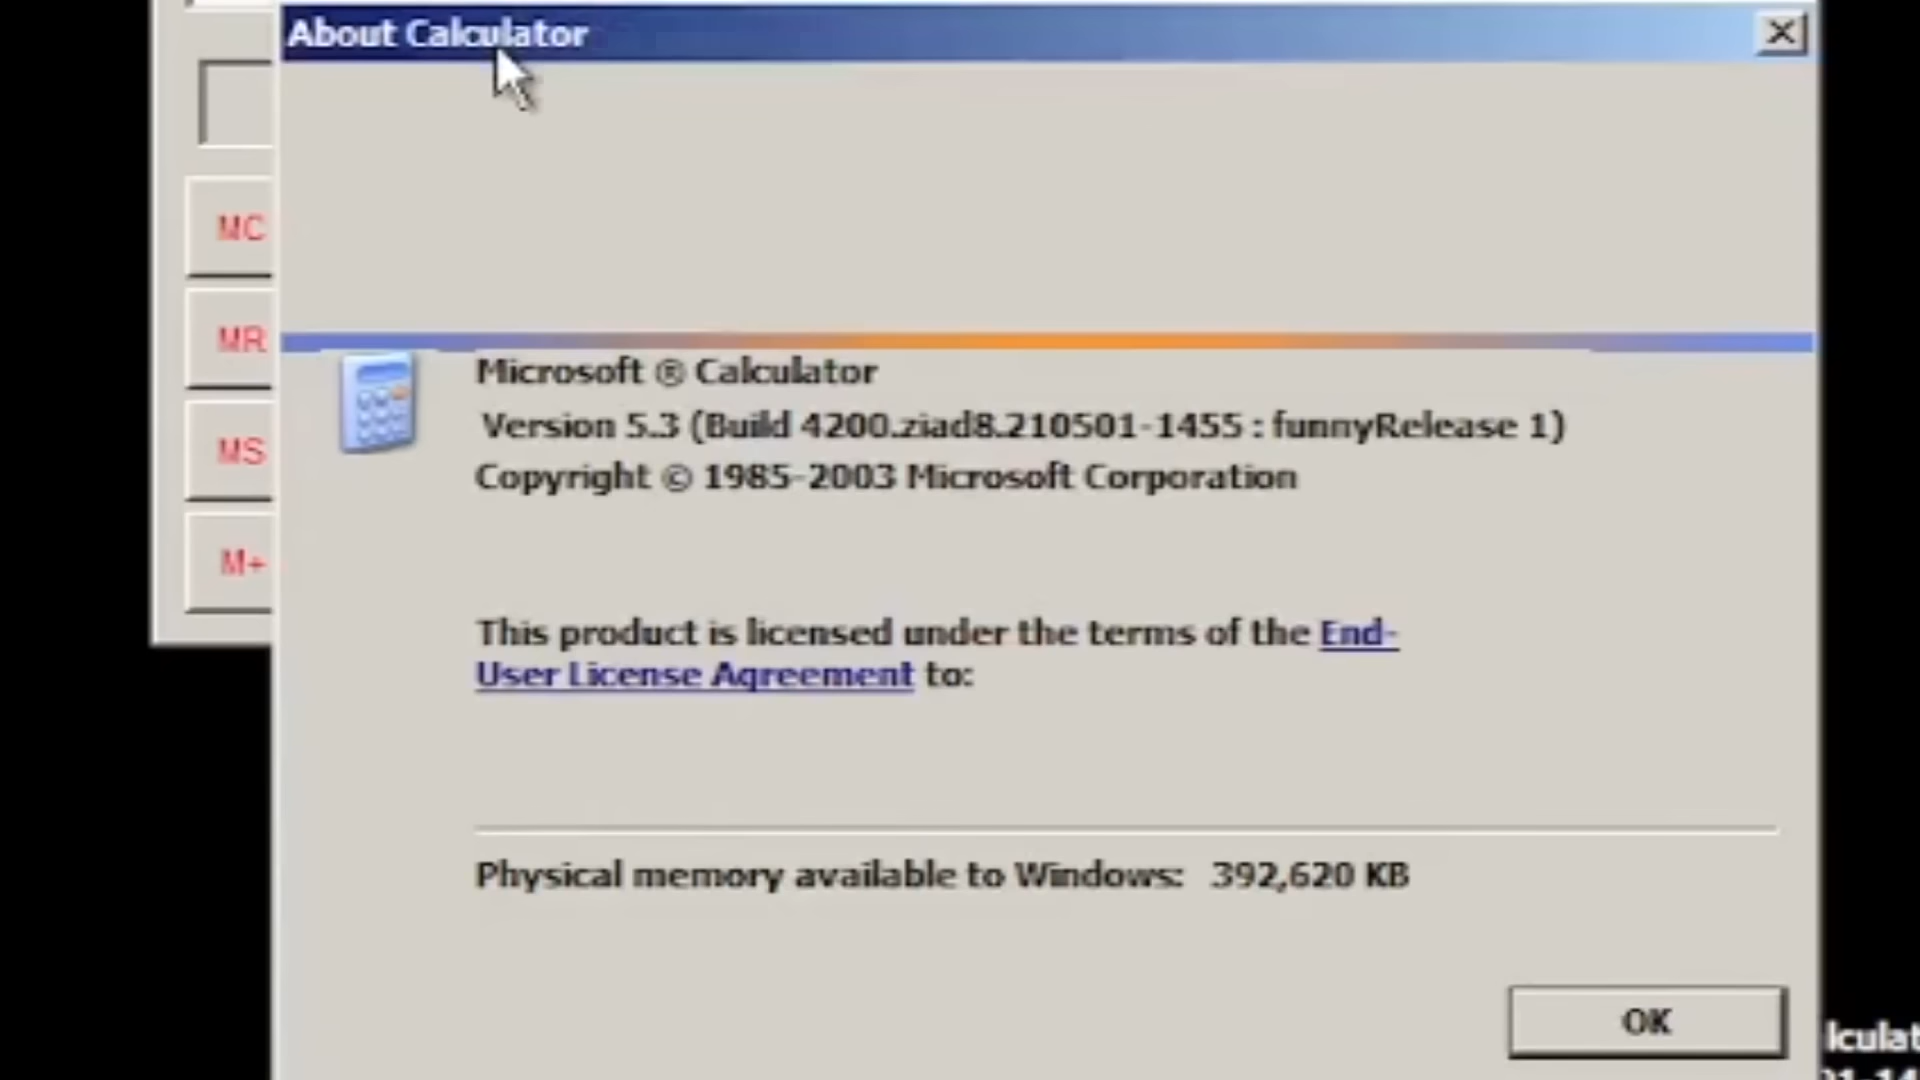 About Calculator
MC
MR
MS
M+
Microsoft ® Calculator
Version 5.3 (Build 4200.ziad8.210501-1455 : funnyRelease 1)
Copyright © 1985-2003 Microsoft Corporation
This product is licensed under the terms of the End-
User License Agreement to:
Physical memory available to Windows: 392,620 KB
OK
lculat